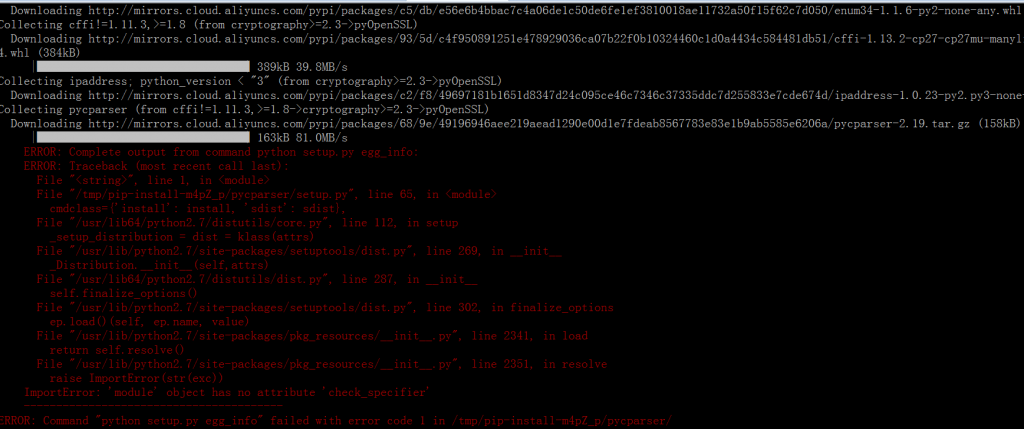 Downloading http://mirrors.cloud.aliyuncs.com/pypi/packages/c5/db/e56e6b4bbac7c4a06de1c50de6fe1ef3810018ae11732a50f15f62c7d050/enum34-1.1.6-py2-none-any.whl
Collecting cffi!=1.11.3,>=1.8 (from cryptography>=2.3->pyOpenSSL)
Downloading http://mirrors.cloud.aliyuncs.com/pypi/packages/93/5d/c4f950891251e478929036ca07b22f0b10324460c1d0a4434c584481db51/cffi-1.13.2-cp27-cp27mu-manyl
4.whl (384kB)
389kB 39.8MB/s
Collecting ipaddress; python_version < "3" (from cryptography>=2.3->pyOpenSSL)
Downloading http://mirrors.cloud.aliyuncs.com/pypi/packages/c2/f8/49697181b1651d8347d24c095ce46c7346c37335ddc7d255833e7cde674d/ipaddress-1.0.23-py2.py3-none-
Collecting pycparser (from cffi!=1.11.3,>=1.8->cryptography>=2.3->pyOpenSSL)
Downloading http://mirrors.cloud.aliyuncs.com/pypi/packages/68/9e/49196946aee219aead1290e00d1e7fdeab8567783e83e1b9ab5585e6206a/pycparser-2.19.tar.gz (158kB)
163kB 81.0MB/s
ERROR: Complete output from command python setup.py egg_info:
ERROR: Traceback (most recent call last):
File "<string>", line 1, in <module>
File "/tmp/pip-install-m4pZ_p/pycparser/setup.py", line 65, in <module>
cmdclass={'install': install, 'sdist': sdist},
File "/usr/lib64/python2.7/distutils/core.py", line 112, in setup
_setup_distribution = dist = klass(attrs)
File "/usr/lib/python2.7/site-packages/setuptools/dist.py", line 269, in __init__
_Distribution.__init__(self,attrs)
File "/usr/lib64/python2.7/distutils/dist.py", line 287, in __init__
self.finalize_options()
File "/usr/lib/python2.7/site-packages/setuptools/dist.py", line 302, in finalize_options
ep.load()(self, ep.name, value)
File "/usr/lib/python2.7/site-packages/pkg_resources/__init__.py", line 2341, in load
return self.resolve()
File "/usr/lib/python2.7/site-packages/pkg_resources/__init__.py", line 2351, in resolve
raise ImportError(str(exc))
ImportError: 'module' object has no attribute 'check_specifier'
----------------------------------------
ERROR: Command "python setup.py egg_info" failed with error code 1 in /tmp/pip-install-m4pZ_p/pycparser/